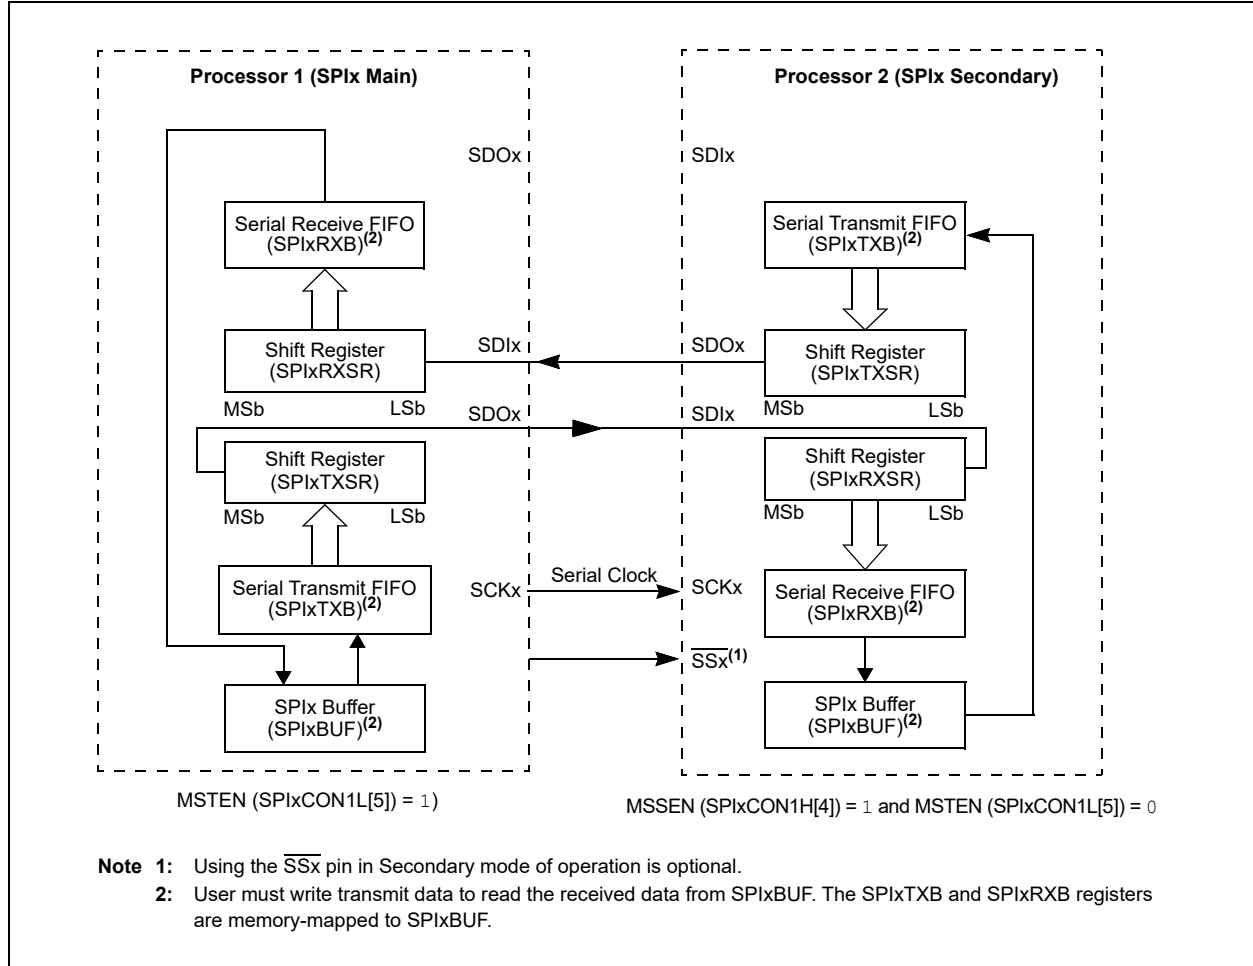 Processor 1 (SPIx Main)
Processor 2 (SPIx Secondary)
SDOx
SDIx
Serial Receive FIFO
(SPIxRXB)(2)
Serial Transmit FIFO
(SPIxTXB)(2)
Shift Register
(SPIxRXSR)
SDIx
SDOx
Shift Register
(SPIxTXSR)
MSb
LSb
MSb
LSb
SDOx
SDIx
Shift Register
(SPIxTXSR)
Shift Register
(SPIxRXSR)
MSb
LSb
MSb
LSb
Serial Transmit FIFO
(SPIxTXB)(2)
SCKx
Serial Clock
SCKx
Serial Receive FIFO
(SPIxRXB)(2)
SSx(1)
SPIx Buffer
(SPIxBUF)(2)
SPIx Buffer
(SPIxBUF)(2)
MSTEN (SPIxCON1L[5]) = 1)
MSSEN (SPIxCON1H[4]) = 1 and MSTEN (SPIxCON1L[5]) = 0
Note 1: Using the SSx pin in Secondary mode of operation is optional.
2: User must write transmit data to read the received data from SPIxBUF. The SPIxTXB and SPIxRXB registers
are memory-mapped to SPIxBUF.